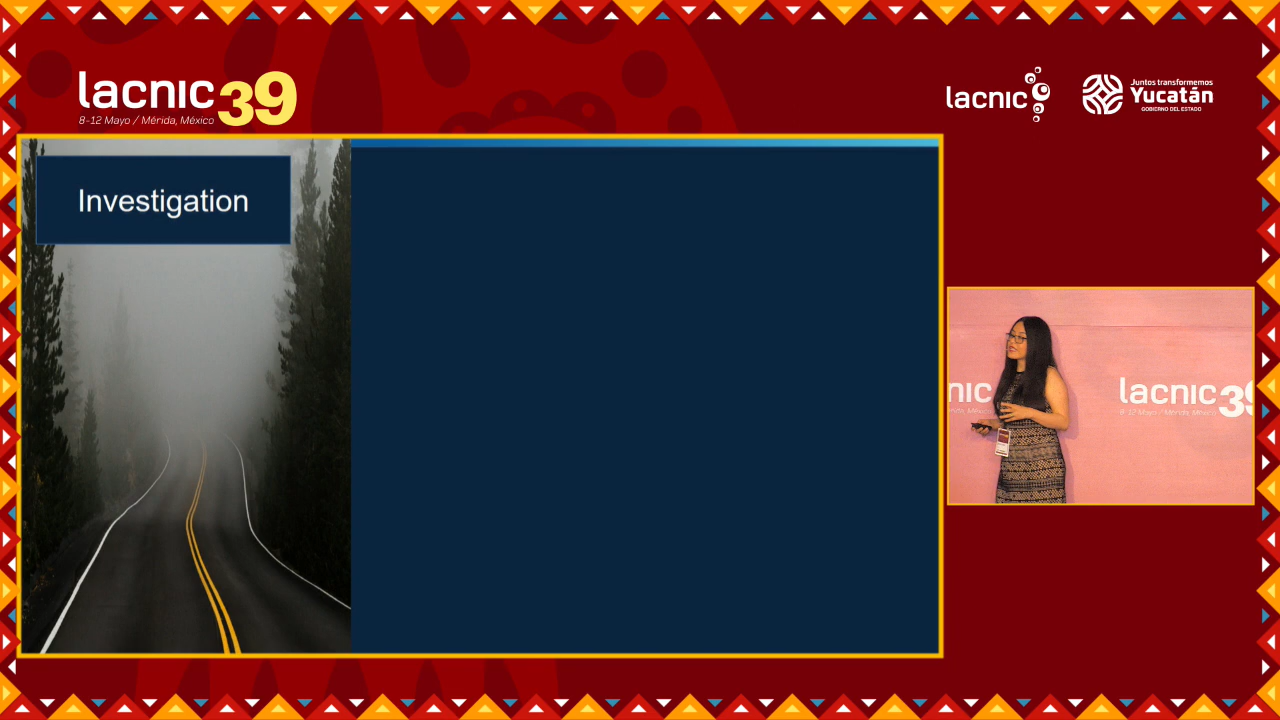 lacnic39
8-12 Mayo / Mérida, México
lacnic
Juntos transformemos
Yucatán
GOBIERNO DEL ESTADO
Investigation
nic
lacnic39
8-12 Mayo / Mérida, México